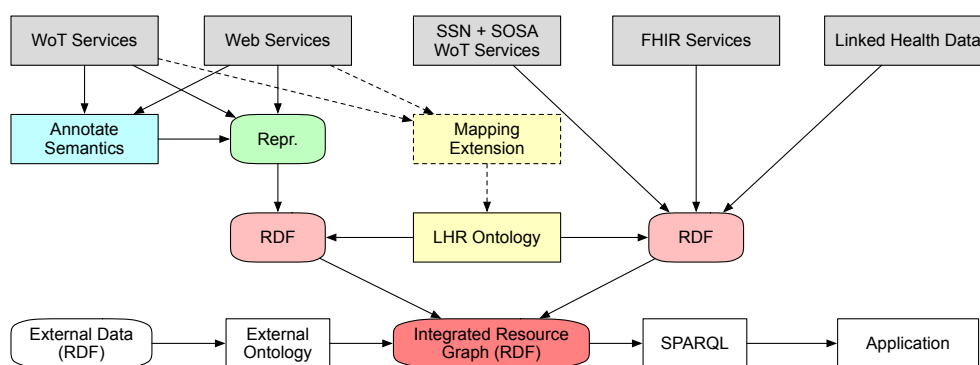 WoT Services
Web Services
SSN + SOSA
WoT Services
FHIR Services
Linked Health Data
Annotate
Semantics
Repr.
Mapping
Extension
RDF
LHR Ontology
RDF
External Data
(RDF)
External
Ontology
Integrated Resource
Graph (RDF)
SPARQL
Application